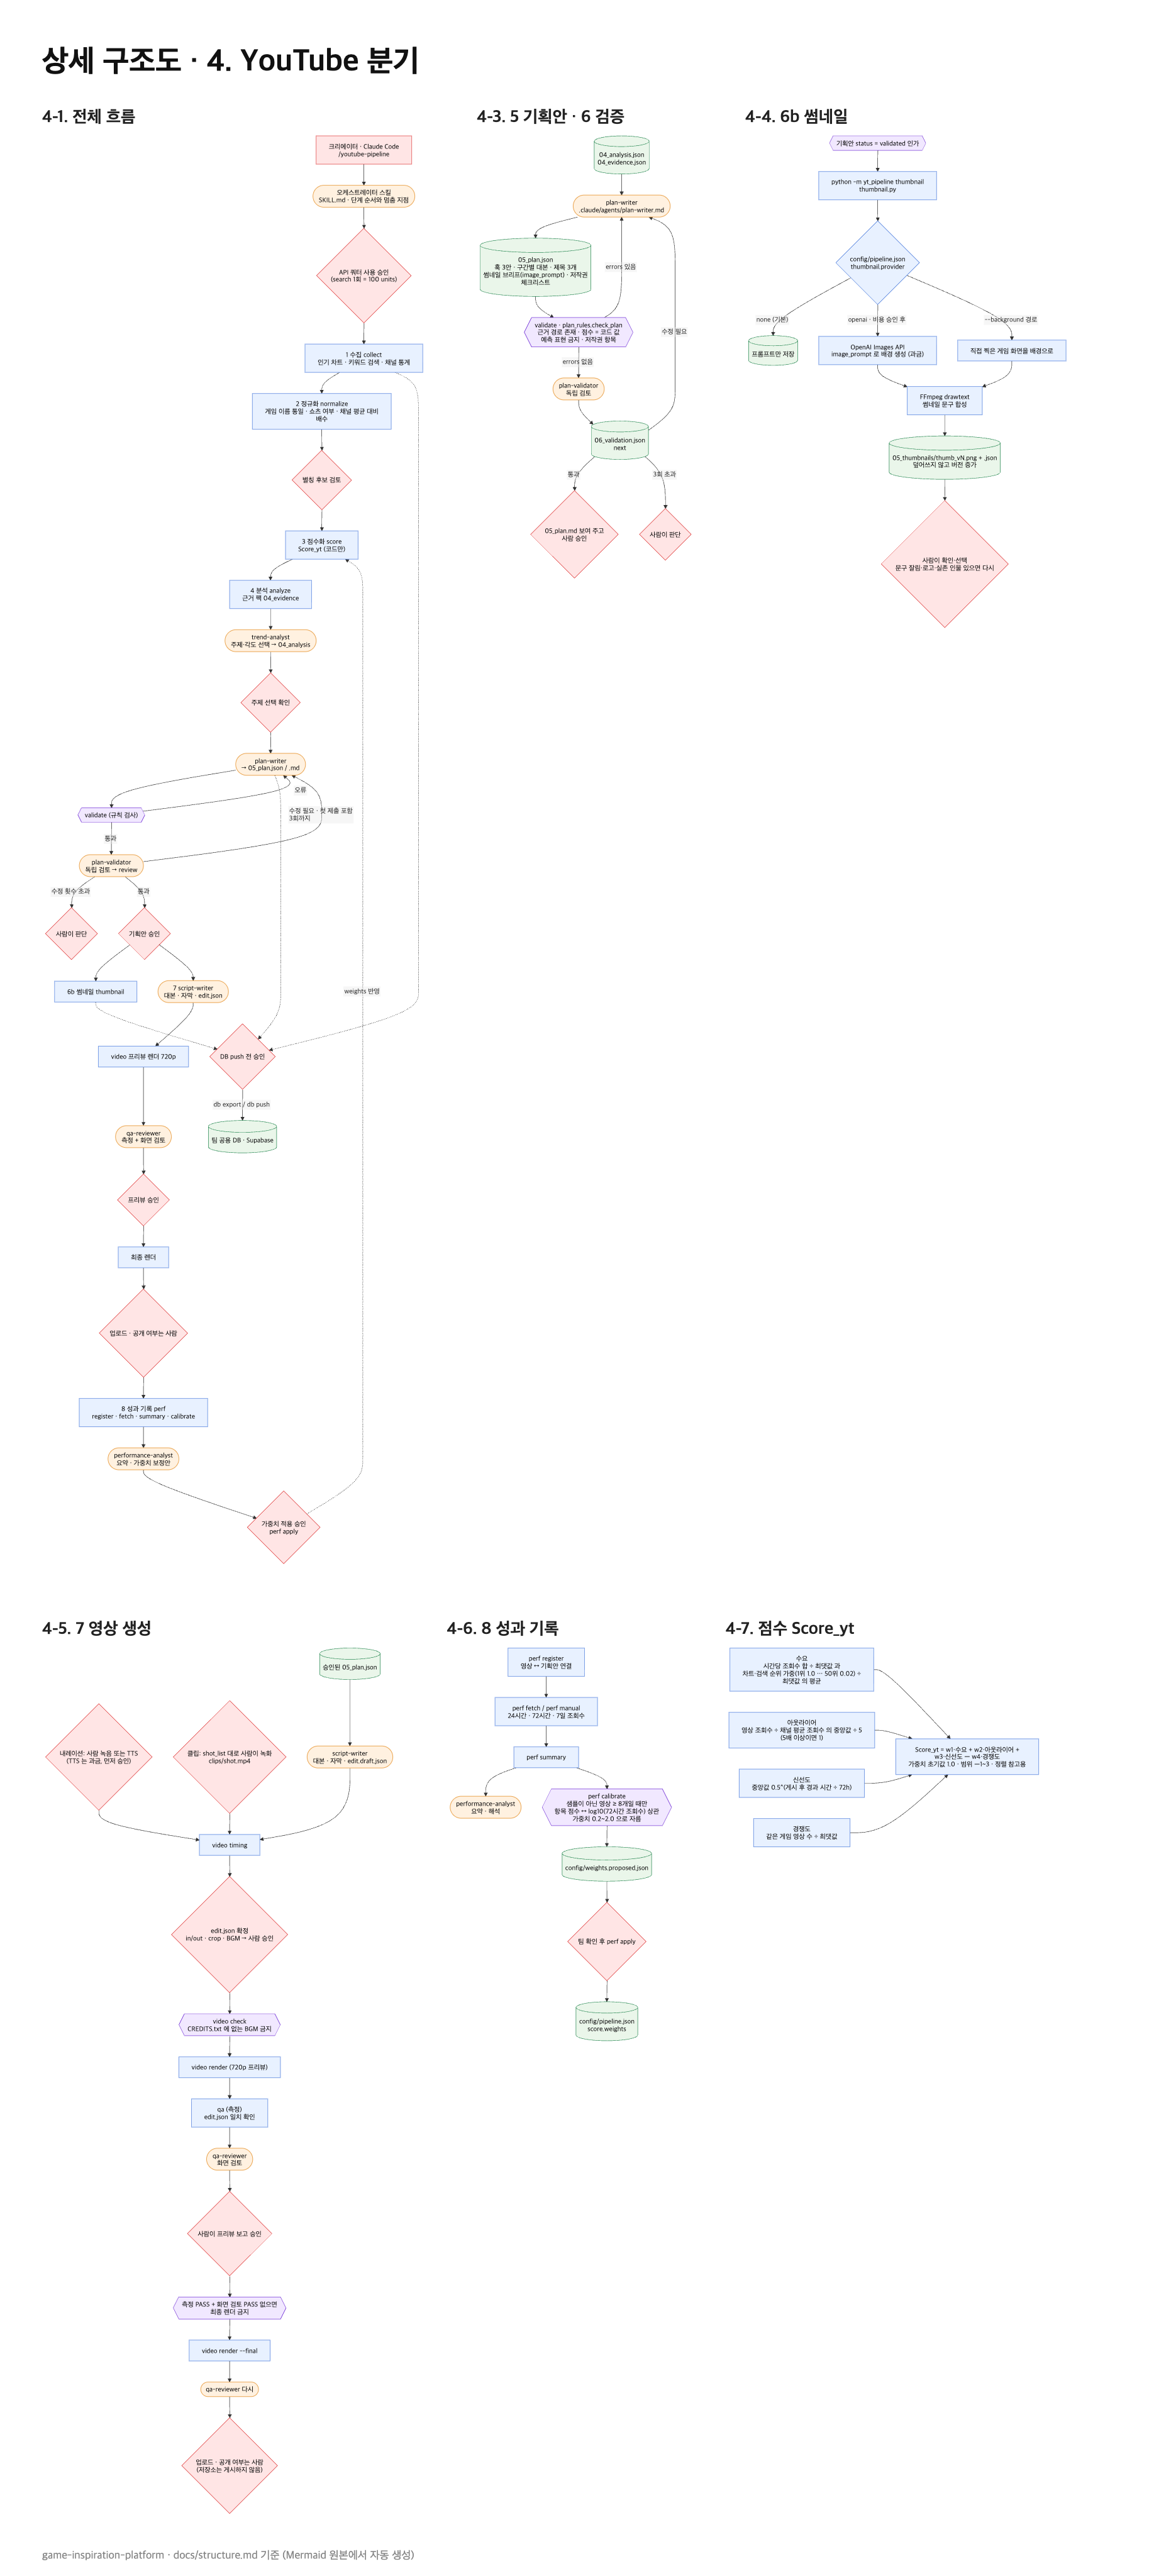 상세 구조도 · 4. YouTube 분기
4-1. 전체 흐름
크리에이터 · Claude Code
/youtube-pipeline
오케스트레이터 스킬
SKILL.md · 단계 순서와 멈춤 지점
API 쿼터 사용 승인
(search 1회 = 100 units)
1 수집 collect
인기 차트 · 키워드 검색 · 채널 통계
2 정규화 normalize
게임 이름 통일 · 쇼츠 여부 · 채널 평균 대비
배수
별칭 후보 검토
3 점수화 score
Score_yt (코드만)
4 분석 analyze
근거 팩 04_evidence
trend-analyst
주제·각도 선택 → 04_analysis
주제 선택 확인
plan-writer
→ 05_plan.json / .md
오류
수정 필요 · 첫 제출 포함
3회까지
validate (규칙 검사)
통과
plan-validator
독립 검토 → review
수정 횟수 초과
통과
사람이 판단
기획안 승인
6b 썸네일 thumbnail
7 script-writer
대본 · 자막 · edit.json
weights 반영
video 프리뷰 렌더 720p
DB push 전 승인
db export / db push
팀 공용 DB · Supabase
qa-reviewer
측정 + 화면 검토
프리뷰 승인
최종 렌더
업로드 · 공개 여부는 사람
8 성과 기록 perf
register · fetch · summary · calibrate
performance-analyst
요약 · 가중치 보정안
가중치 적용 승인
perf apply
4-3. 5 기획안 · 6 검증
04_analysis.json
04_evidence.json
plan-writer
.claude/agents/plan-writer.md
05_plan.json
훅 3안 · 구간별 대본 · 제목 3개
썸네일 브리프(image_prompt) · 저작권
체크리스트
errors 있음
validate · plan_rules.check_plan
근거 경로 존재 · 점수 = 코드 값
예측 표현 금지 · 저작권 항목
수정 필요
errors 없음
plan-validator
독립 검토
06_validation.json
next
통과
3회 초과
05_plan.md 보여 주고
사람 승인
사람이 판단
4-4. 6b 썸네일
기획안 status = validated 인가
python -m yt_pipeline thumbnail
thumbnail.py
config/pipeline.json
thumbnail.provider
none (기본)
openai · 비용 승인 후
--background 경로
프롬프트만 저장
OpenAI Images API
image_prompt 로 배경 생성 (과금)
직접 찍은 게임 화면을 배경으로
FFmpeg drawtext
썸네일 문구 합성
05_thumbnails/thumb_vN.png + .json
덮어쓰지 않고 버전 증가
사람이 확인·선택
문구 잘림·로고·실존 인물 있으면 다시
4-5. 7 영상 생성
승인된 05_plan.json
내레이션: 사람 녹음 또는 TTS
(TTS 는 과금, 먼저 승인)
클립: shot_list 대로 사람이 녹화
clips/shot.mp4
script-writer
대본 · 자막 · edit.draft.json
video timing
edit.json 확정
in/out · crop · BGM → 사람 승인
video check
CREDITS.txt 에 없는 BGM 금지
video render (720p 프리뷰)
qa (측정)
edit.json 일치 확인
qa-reviewer
화면 검토
사람이 프리뷰 보고 승인
측정 PASS + 화면 검토 PASS 없으면
최종 렌더 금지
video render --final
qa-reviewer 다시
업로드 · 공개 여부는 사람
(저장소는 게시하지 않음)
4-6. 8 성과 기록
perf register
영상 ↔ 기획안 연결
perf fetch / perf manual
24시간 · 72시간 · 7일 조회수
perf summary
performance-analyst
요약 · 해석
perf calibrate
샘플이 아닌 영상 ≥ 8개일 때만
항목 점수 ↔ log10(72시간 조회수) 상관
가중치 0.2~2.0 으로 자름
config/weights.proposed.json
팀 확인 후 perf apply
config/pipeline.json
score.weights
4-7. 점수 Score_yt
수요
시간당 조회수 합 ÷ 최댓값 과
차트·검색 순위 가중(1위 1.0 … 50위 0.02) ÷
최댓값 의 평균
아웃라이어
영상 조회수 ÷ 채널 평균 조회수 의 중앙값 ÷ 5
(5배 이상이면 1)
신선도
중앙값 0.5^(게시 후 경과 시간 ÷ 72h)
경쟁도
같은 게임 영상 수 ÷ 최댓값
Score_yt = w1·수요 + w2·아웃라이어 +
w3·신선도 − w4·경쟁도
가중치 초기값 1.0 · 범위 −1~3 · 정렬 참고용
game-inspiration-platform · docs/structure.md 기준 (Mermaid 원본에서 자동 생성)